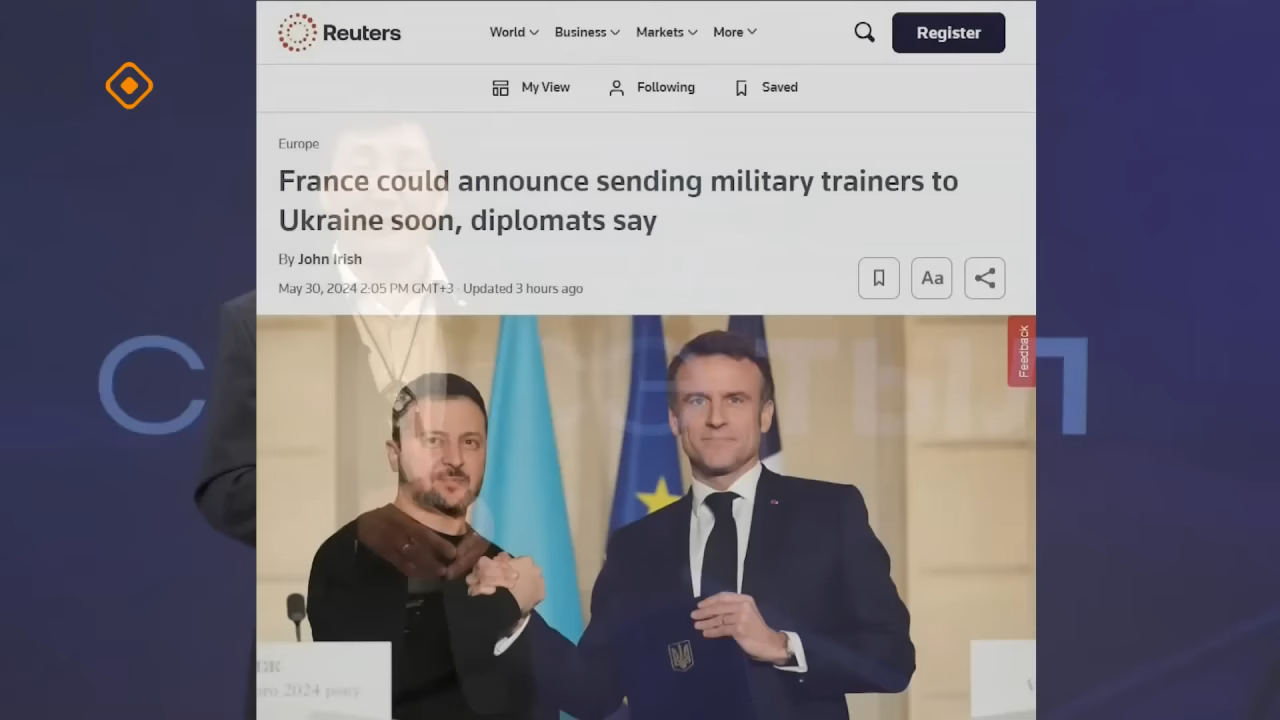 Reuters
World
Business
Markets
More
Register
My View
Following
Saved
Europe
France could announce sending military trainers to
Ukraine soon, diplomats say
By John Irish
May 30, 2024 2:05 PM GMT+3 · Updated 3 hours ago
Aa
Feedback
2024 року